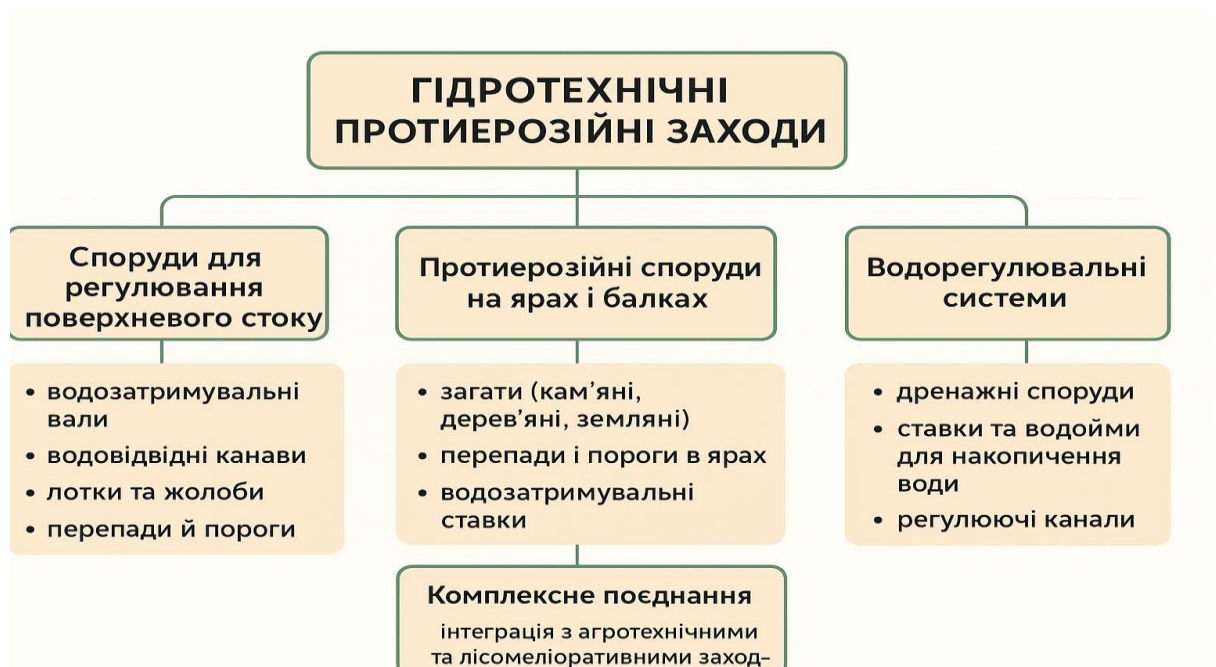 ГІДРОТЕХНІЧНІ
ПРОТИЕРОЗІЙНІ ЗАХОДИ
Споруди для
регулювання
поверхневого стоку
• водозатримувальні
вали
• водовідвідні канави
• лотки та жолоби
• перепади й пороги
Протиерозійні споруди
на ярах і балках
• загати (кам’яні,
дерев’яні, земляні)
• перепади і пороги в ярах
• водозатримувальні
ставки
Комплексне поєднання
інтеграція з агротехнічними
та лісомеліоративними заход–
Водорегулювальні
системи
• дренажні споруди
• ставки та водойми
для накопичення
води
• регулюючі канали